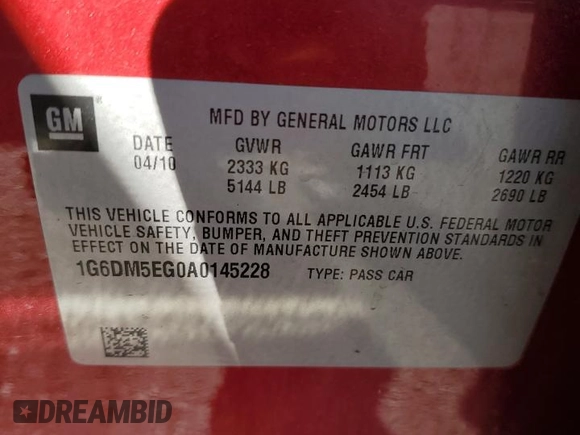 GM
MFD BY GENERAL MOTORS LLC
DATE GVWR GAWR FRT GAWR RR
04/10 2333 KG 1113 KG 1220 KG
5144 LB 2454 LB 2690 LB
THIS VEHICLE CONFORMS TO ALL APPLICABLE U.S. FEDERAL MOTOR
VEHICLE SAFETY, BUMPER, AND THEFT PREVENTION STANDARDS IN
EFFECT ON THE DATE OF MANUFACTURE SHOWN ABOVE.
1G6DM5EG0A0145228 TYPE: PASS CAR
DREAMBID